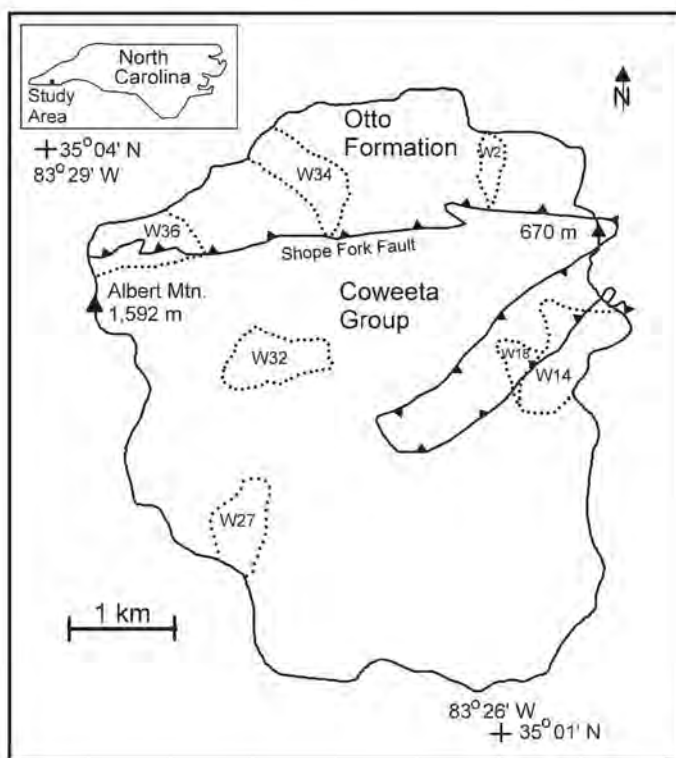 North
Carolina
Study
Area
N
35° 04' N
83° 29' W
Otto
Formation
W2
W34
W36
670 m
Shope Fork Fault
Albert Mtn.
1,592 m
Coweeta
Group
W32
W18
W14
W27
1 km
83° 26' W
35° 01' N